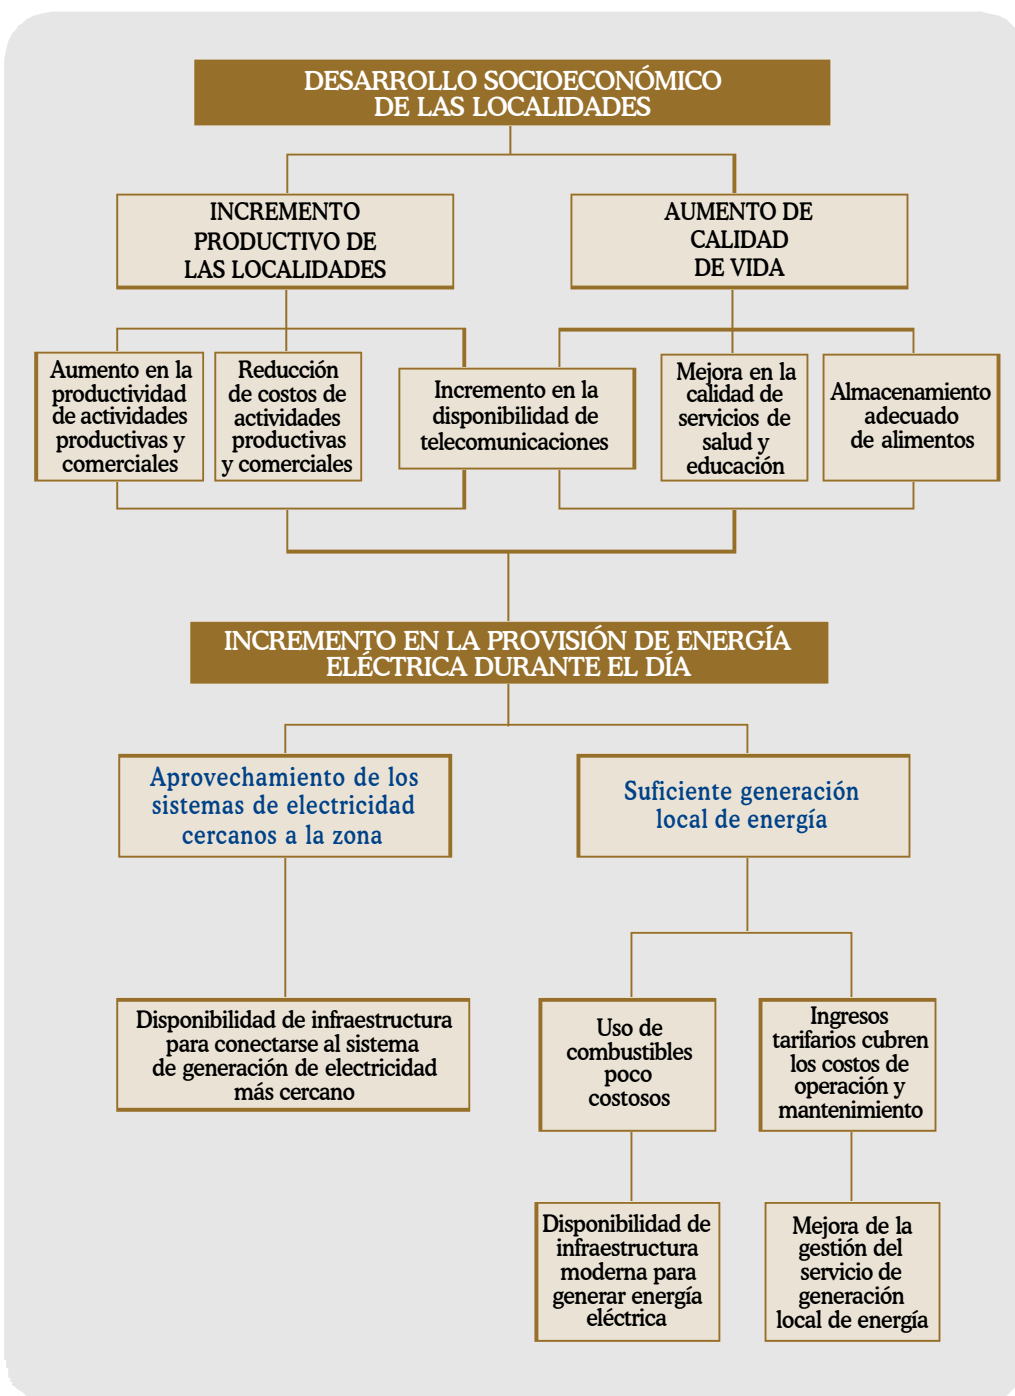 DESARROLLO SOCIOECONÓMICO
DE LAS LOCALIDADES
INCREMENTO
PRODUCTIVO DE
LAS LOCALIDADES
AUMENTO DE
CALIDAD
DE VIDA
Aumento en la
productividad
de actividades
productivas y
comerciales
Reducción
de costos de
actividades
productivas
y comerciales
Incremento en la
disponibilidad de
telecomunicaciones
Mejora en la
calidad de
servicios de
salud y
educación
Almacenamiento
adecuado
de alimentos
INCREMENTO EN LA PROVISIÓN DE ENERGÍA
ELÉCTRICA DURANTE EL DÍA
Aprovechamiento de los
sistemas de electricidad
cercanos a la zona
Suficiente generación
local de energía
Disponibilidad de infraestructura
para conectarse al sistema
de generación de electricidad
más cercano
Uso de
combustibles
poco
costosos
Ingresos
tarifarios cubren
los costos de
operación y
mantenimiento
Disponibilidad de
infraestructura
moderna para
generar energía
eléctrica
Mejora de la
gestión del
servicio de
generación
local de energía